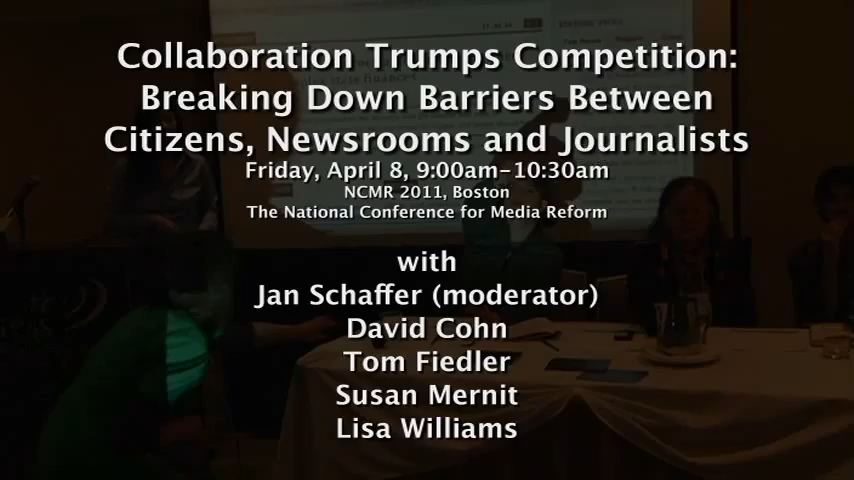 Collaboration Trumps Competition:
Breaking Down Barriers Between
Citizens, Newsrooms and Journalists
Friday, April 8, 9:00am-10:30am
NCMR 2011, Boston
The National Conference for Media Reform
with
Jan Schaffer (moderator)
David Cohn
Tom Fiedler
Susan Mernit
Lisa Williams